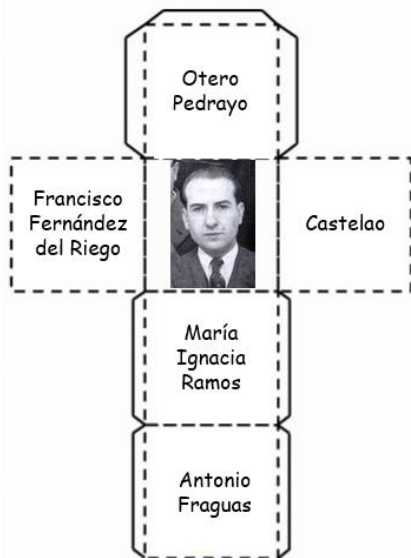 Otero
Pedrayo
Francisco
Fernández
del Riego
Castelao
María
Ignacia
Ramos
Antonio
Fraguas